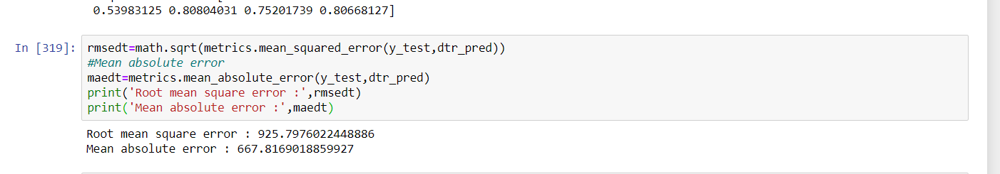 0.53983125 0.80804031 0.75201739 0.80668127]
In [319]:
rmsedt=math.sqrt(metrics.mean_squared_error(y_test,dtr_pred))
#Mean absolute error
maedt=metrics.mean_absolute_error(y_test,dtr_pred)
print('Root mean square error :',rmsedt)
print('Mean absolute error :',maedt)
Root mean square error : 925.7976022448886
Mean absolute error : 667.8169018859927